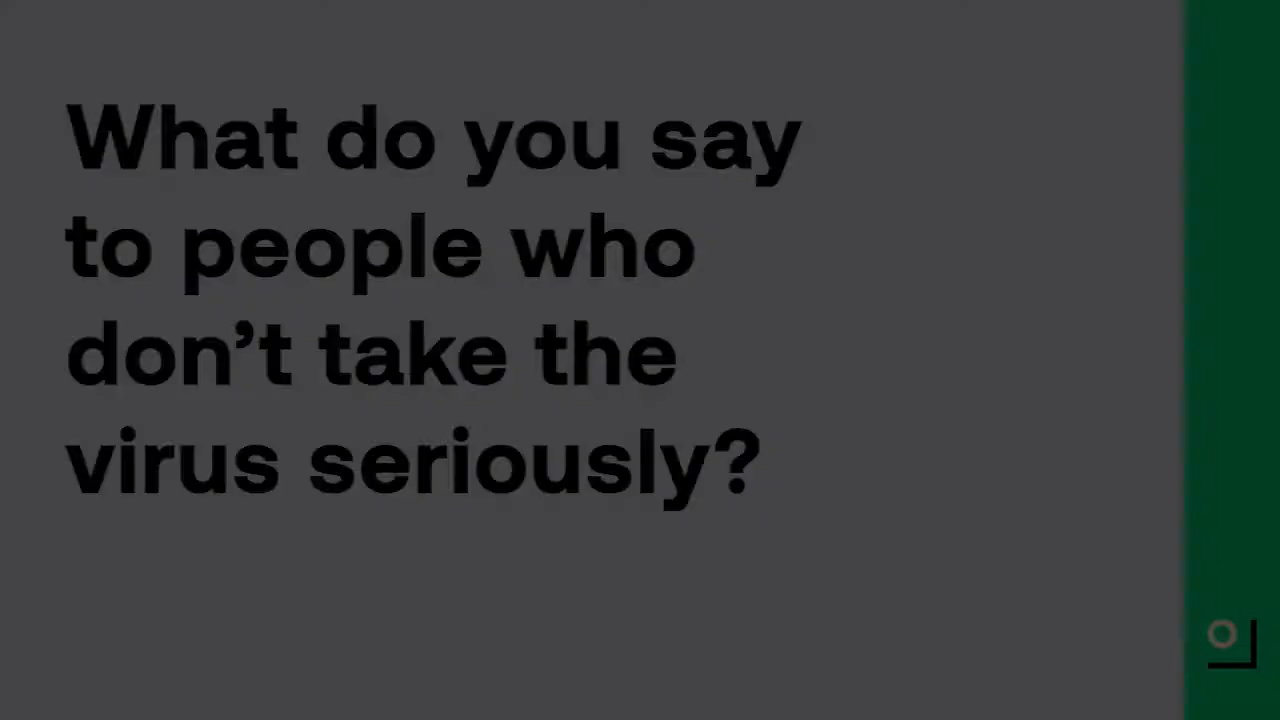 What do you say
to people who
don’t take the
virus seriously?